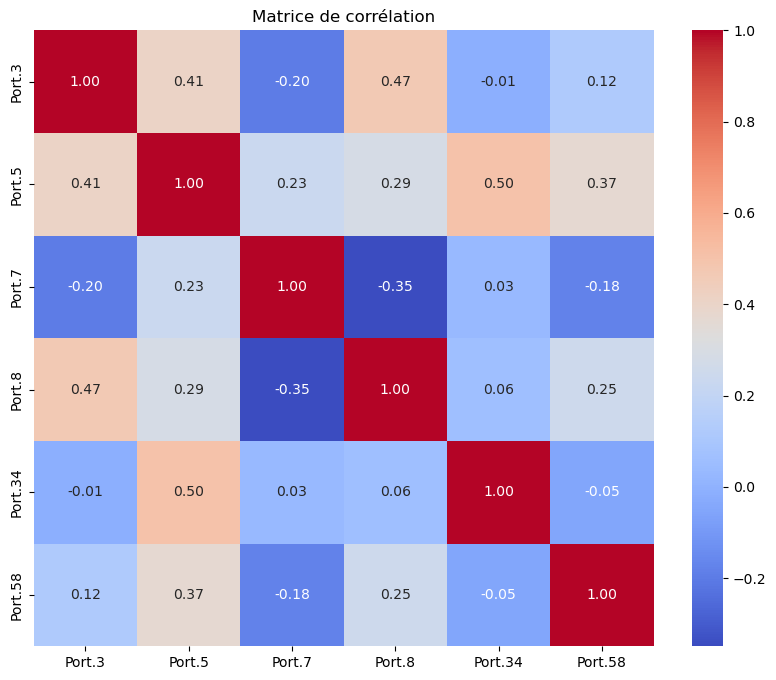 Matrice de corrélation
Port.3 1.00 0.41 -0.20 0.47 -0.01 0.12
Port.5 0.41 1.00 0.23 0.29 0.50 0.37
Port.7 -0.20 0.23 1.00 -0.35 0.03 -0.18
Port.8 0.47 0.29 -0.35 1.00 0.06 0.25
Port.34 -0.01 0.50 0.03 0.06 1.00 -0.05
Port.58 0.12 0.37 -0.18 0.25 -0.05 1.00
Port.3 Port.5 Port.7 Port.8 Port.34 Port.58
1.0
0.8
0.6
0.4
0.2
0.0
−0.2